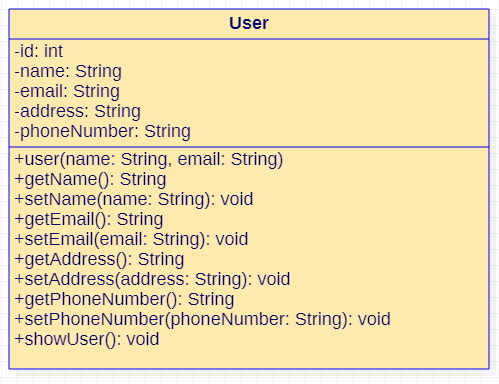 User
-id: int
-name: String
-email: String
-address: String
-phoneNumber: String
+user(name: String, email: String)
+getName(): String
+setName(name: String): void
+getEmail(): String
+setEmail(email: String): void
+getAddress(): String
+setAddress(address: String): void
+getPhoneNumber(): String
+setPhoneNumber(phoneNumber: String): void
+showUser(): void